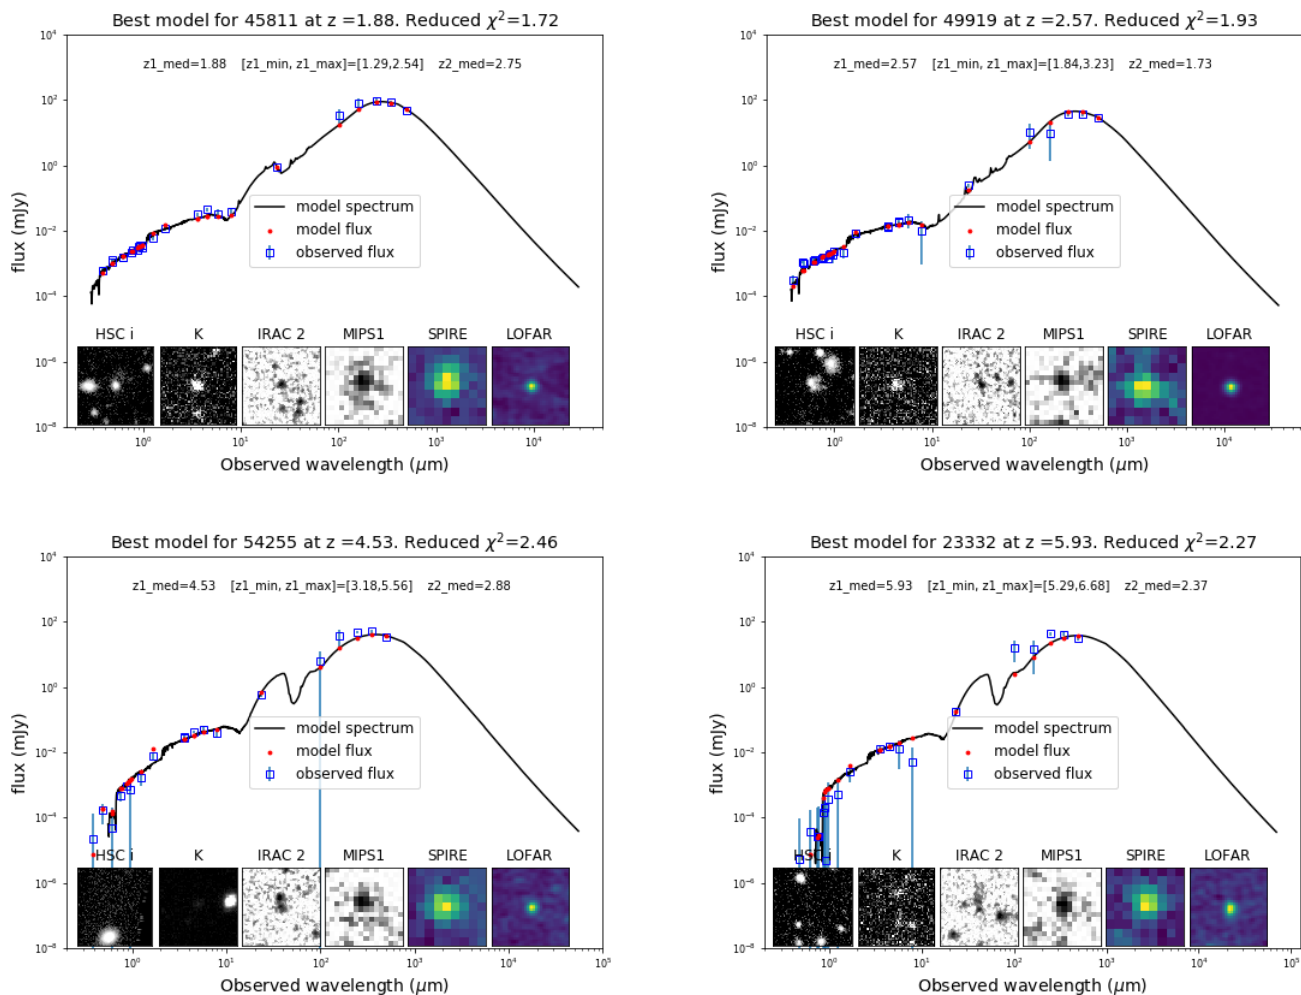 Best model for 45811 at z =1.88. Reduced χ²=1.72
z1_med=1.88 [z1_min, z1_max]=[1.29,2.54] z2_med=2.75
flux (mJy)
10⁴
10²
10⁰
10⁻²
10⁻⁴
10⁻⁶
10⁻⁸
model spectrum
model flux
observed flux
HSC i K IRAC 2 MIPS1 SPIRE LOFAR
10⁰ 10¹ 10² 10³ 10⁴
Observed wavelength (μm)
Best model for 49919 at z =2.57. Reduced χ²=1.93
z1_med=2.57 [z1_min, z1_max]=[1.84,3.23] z2_med=1.73
flux (mJy)
10⁴
10²
10⁰
10⁻²
10⁻⁴
10⁻⁶
10⁻⁸
model spectrum
model flux
observed flux
HSC i K IRAC 2 MIPS1 SPIRE LOFAR
10⁰ 10¹ 10² 10³ 10⁴
Observed wavelength (μm)
Best model for 54255 at z =4.53. Reduced χ²=2.46
z1_med=4.53 [z1_min, z1_max]=[3.18,5.56] z2_med=2.88
flux (mJy)
10⁴
10²
10⁰
10⁻²
10⁻⁴
10⁻⁶
10⁻⁸
model spectrum
model flux
observed flux
HSC i K IRAC 2 MIPS1 SPIRE LOFAR
10⁰ 10¹ 10² 10³ 10⁴ 10⁵
Observed wavelength (μm)
Best model for 23332 at z =5.93. Reduced χ²=2.27
z1_med=5.93 [z1_min, z1_max]=[5.29,6.68] z2_med=2.37
flux (mJy)
10⁴
10²
10⁰
10⁻²
10⁻⁴
10⁻⁶
10⁻⁸
model spectrum
model flux
observed flux
HSC i K IRAC 2 MIPS1 SPIRE LOFAR
10⁰ 10¹ 10² 10³ 10⁴ 10⁵
Observed wavelength (μm)